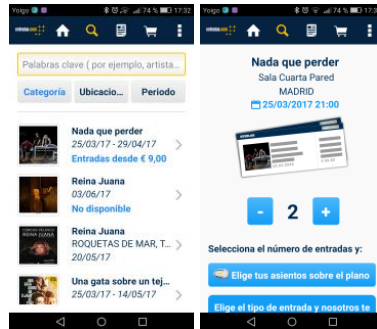 Yoigo
74 % 17:32
Palabras clave ( por ejemplo, artista...
Categoría
Ubicacio...
Periodo
Nada que perder
25/03/17 - 29/04/17
Entradas desde € 9,00
Reina Juana
03/06/17
No disponible
Reina Juana
ROQUETAS DE MAR, T...
20/05/17
Una gata sobre un tej...
25/03/17 - 14/05/17
Yoigo
74 % 17:3
Nada que perder
Sala Cuarta Pared
MADRID
25/03/2017 21:00
- 2 +
Selecciona el número de entradas y:
Elige tus asientos sobre el plano
Elige el tipo de entrada y nosotros te